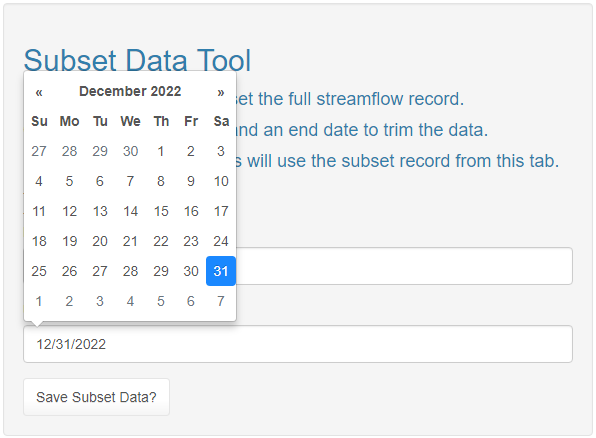 Subset Data Tool
set the full streamflow record.
and an end date to trim the data.
s will use the subset record from this tab.
« December 2022 »
Su Mo Tu We Th Fr Sa
27 28 29 30 1 2 3
4 5 6 7 8 9 10
11 12 13 14 15 16 17
18 19 20 21 22 23 24
25 26 27 28 29 30 31
1 2 3 4 5 6 7
12/31/2022
Save Subset Data?